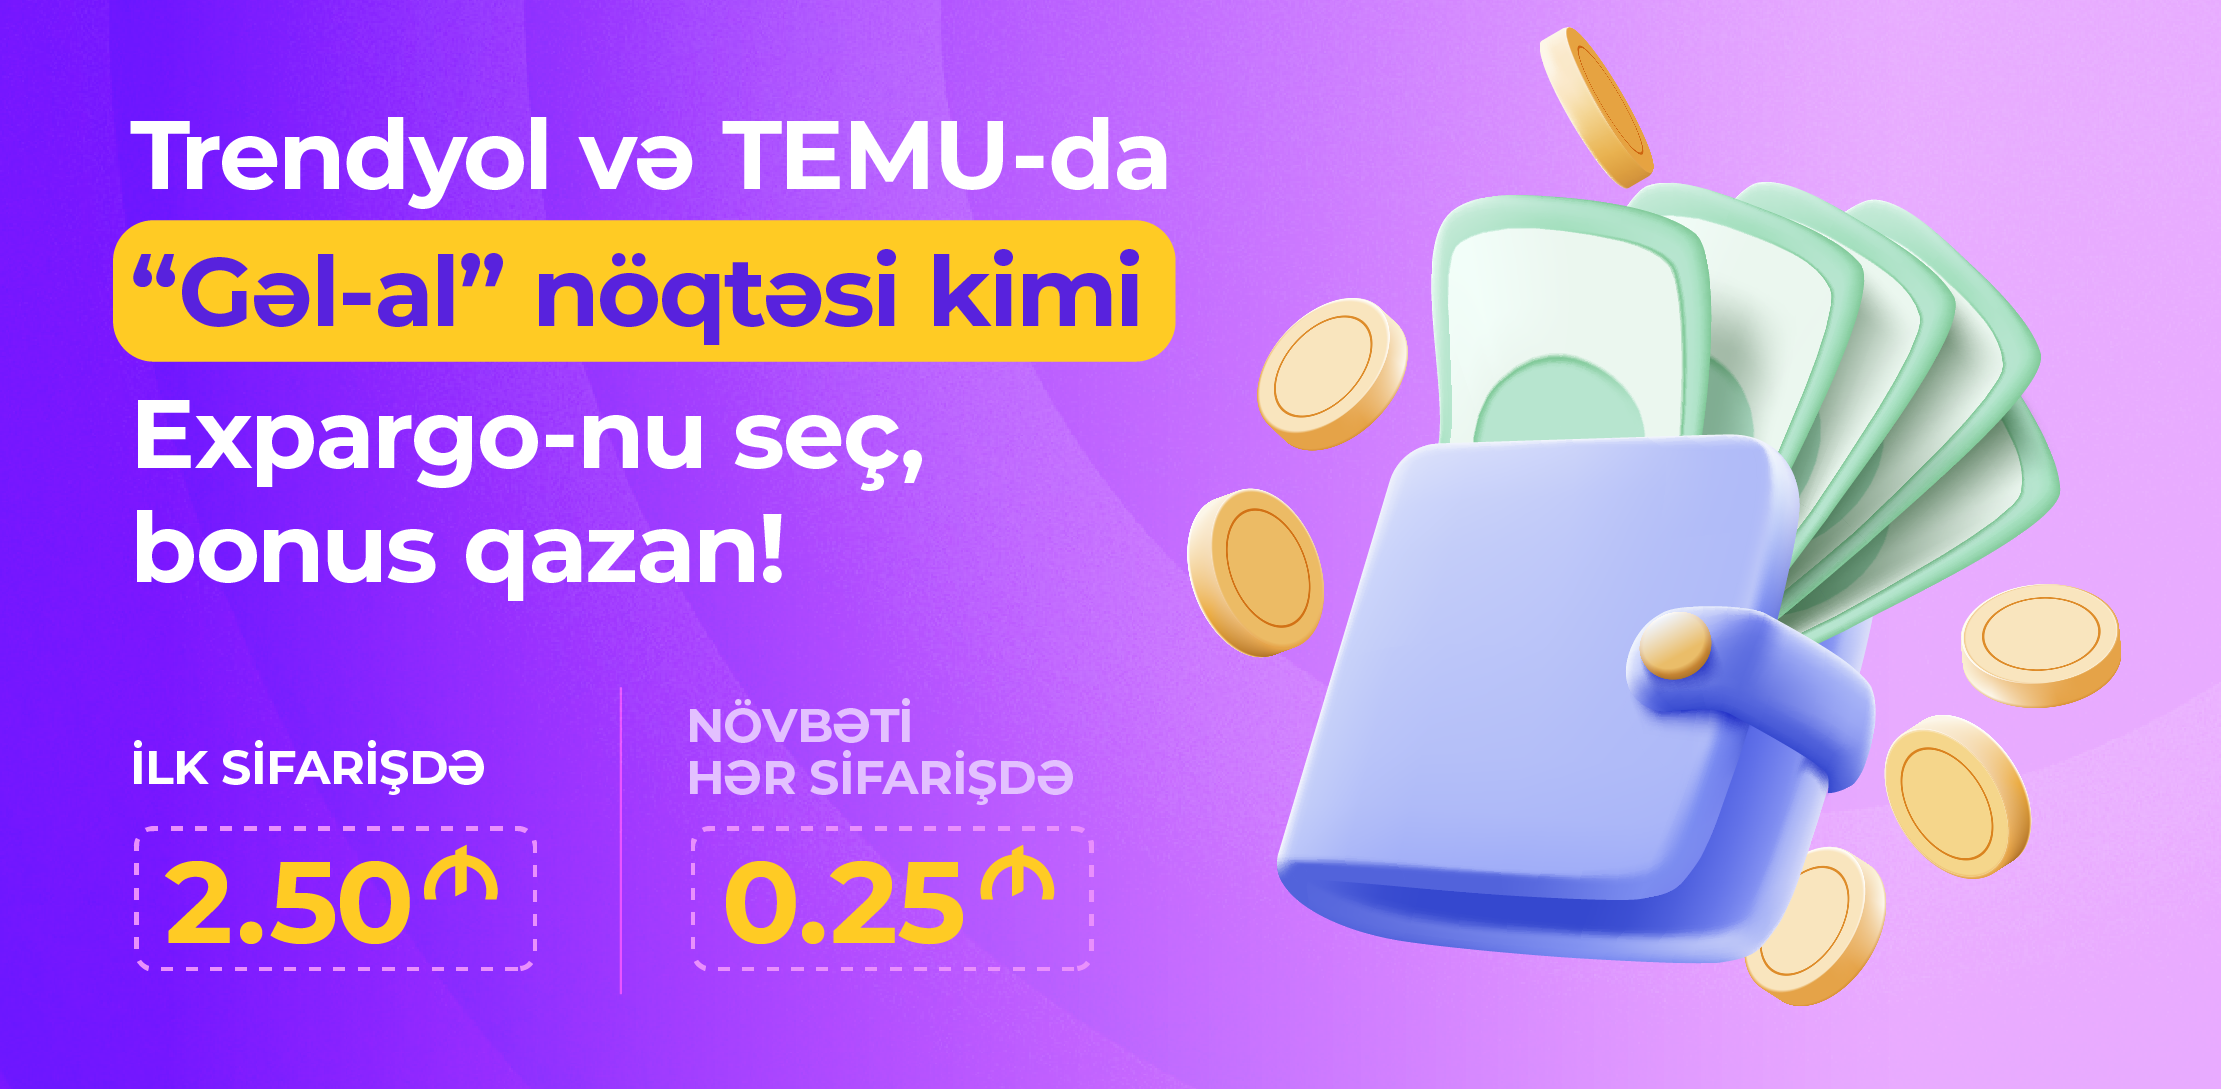 Trendyol və TEMU-da
“Gəl-al” nöqtəsi kimi
Expargo-nu seç,
bonus qazan!
İLK SİFARİŞDƏ
2.50₼
NÖVBƏTİ
HƏR SİFARİŞDƏ
0.25₼